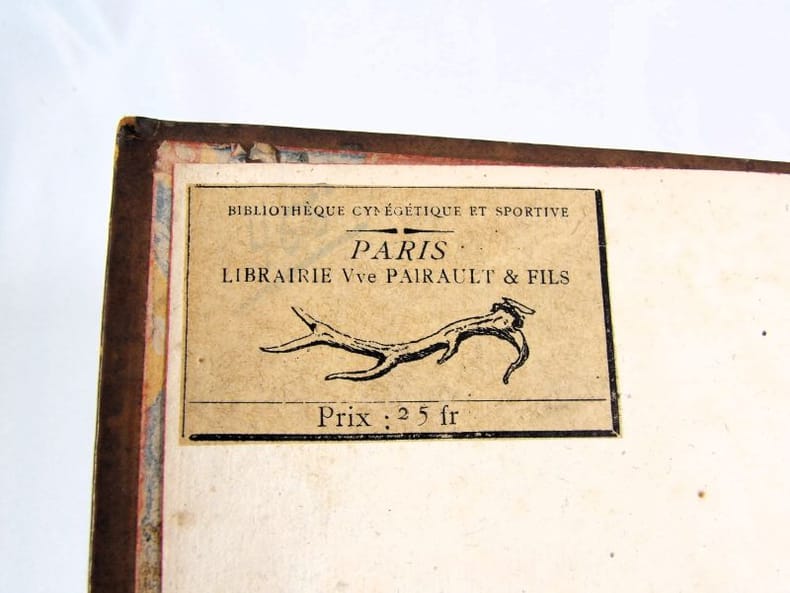 BIBLIOTHÈQUE CYNÉGÉTIQUE ET SPORTIVE
PARIS
LIBRAIRIE Vve PAIRAULT & FILS
Prix : 25 fr